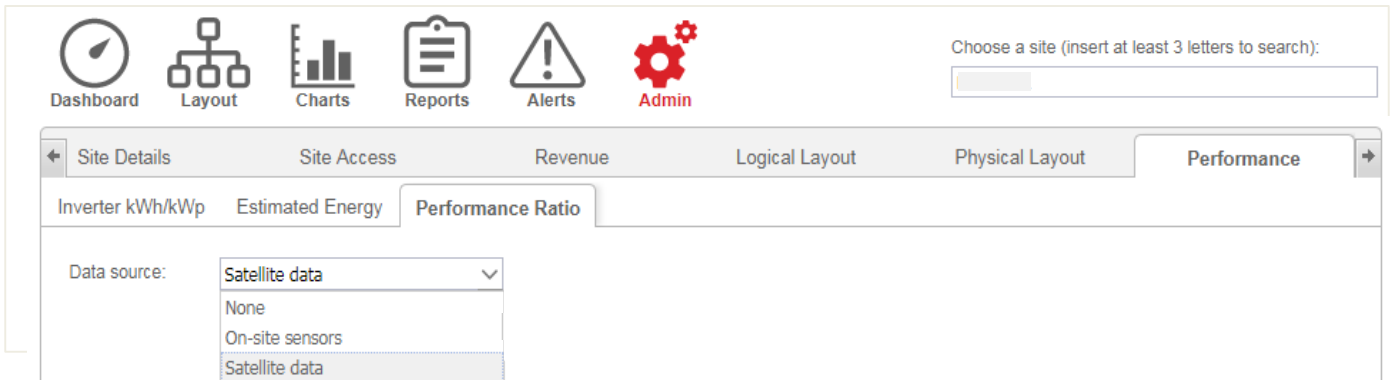 Dashboard Layout Charts Reports Alerts Admin
Choose a site (insert at least 3 letters to search):
Site Details Site Access Revenue Logical Layout Physical Layout Performance
Inverter kWh/kWp Estimated Energy Performance Ratio
Data source: Satellite data
None
On-site sensors
Satellite data